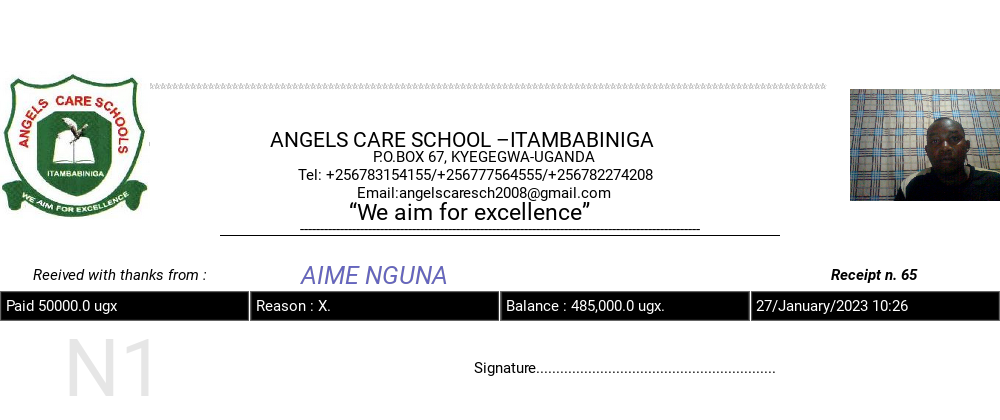 ANGELS CARE SCHOOLS
ITAMBABINIGA
WE AIM FOR EXCELLENCE
ANGELS CARE SCHOOL –ITAMBABINIGA
P.O.BOX 67, KYEGEGWA-UGANDA
Tel: +256783154155/+256777564555/+256782274208
Email:angelscaresch2008@gmail.com
“We aim for excellence”
Reeived with thanks from :
AIME NGUNA
Receipt n. 65
Paid 50000.0 ugx
Reason : X.
Balance : 485,000.0 ugx.
27/January/2023 10:26
N1
Signature............................................................